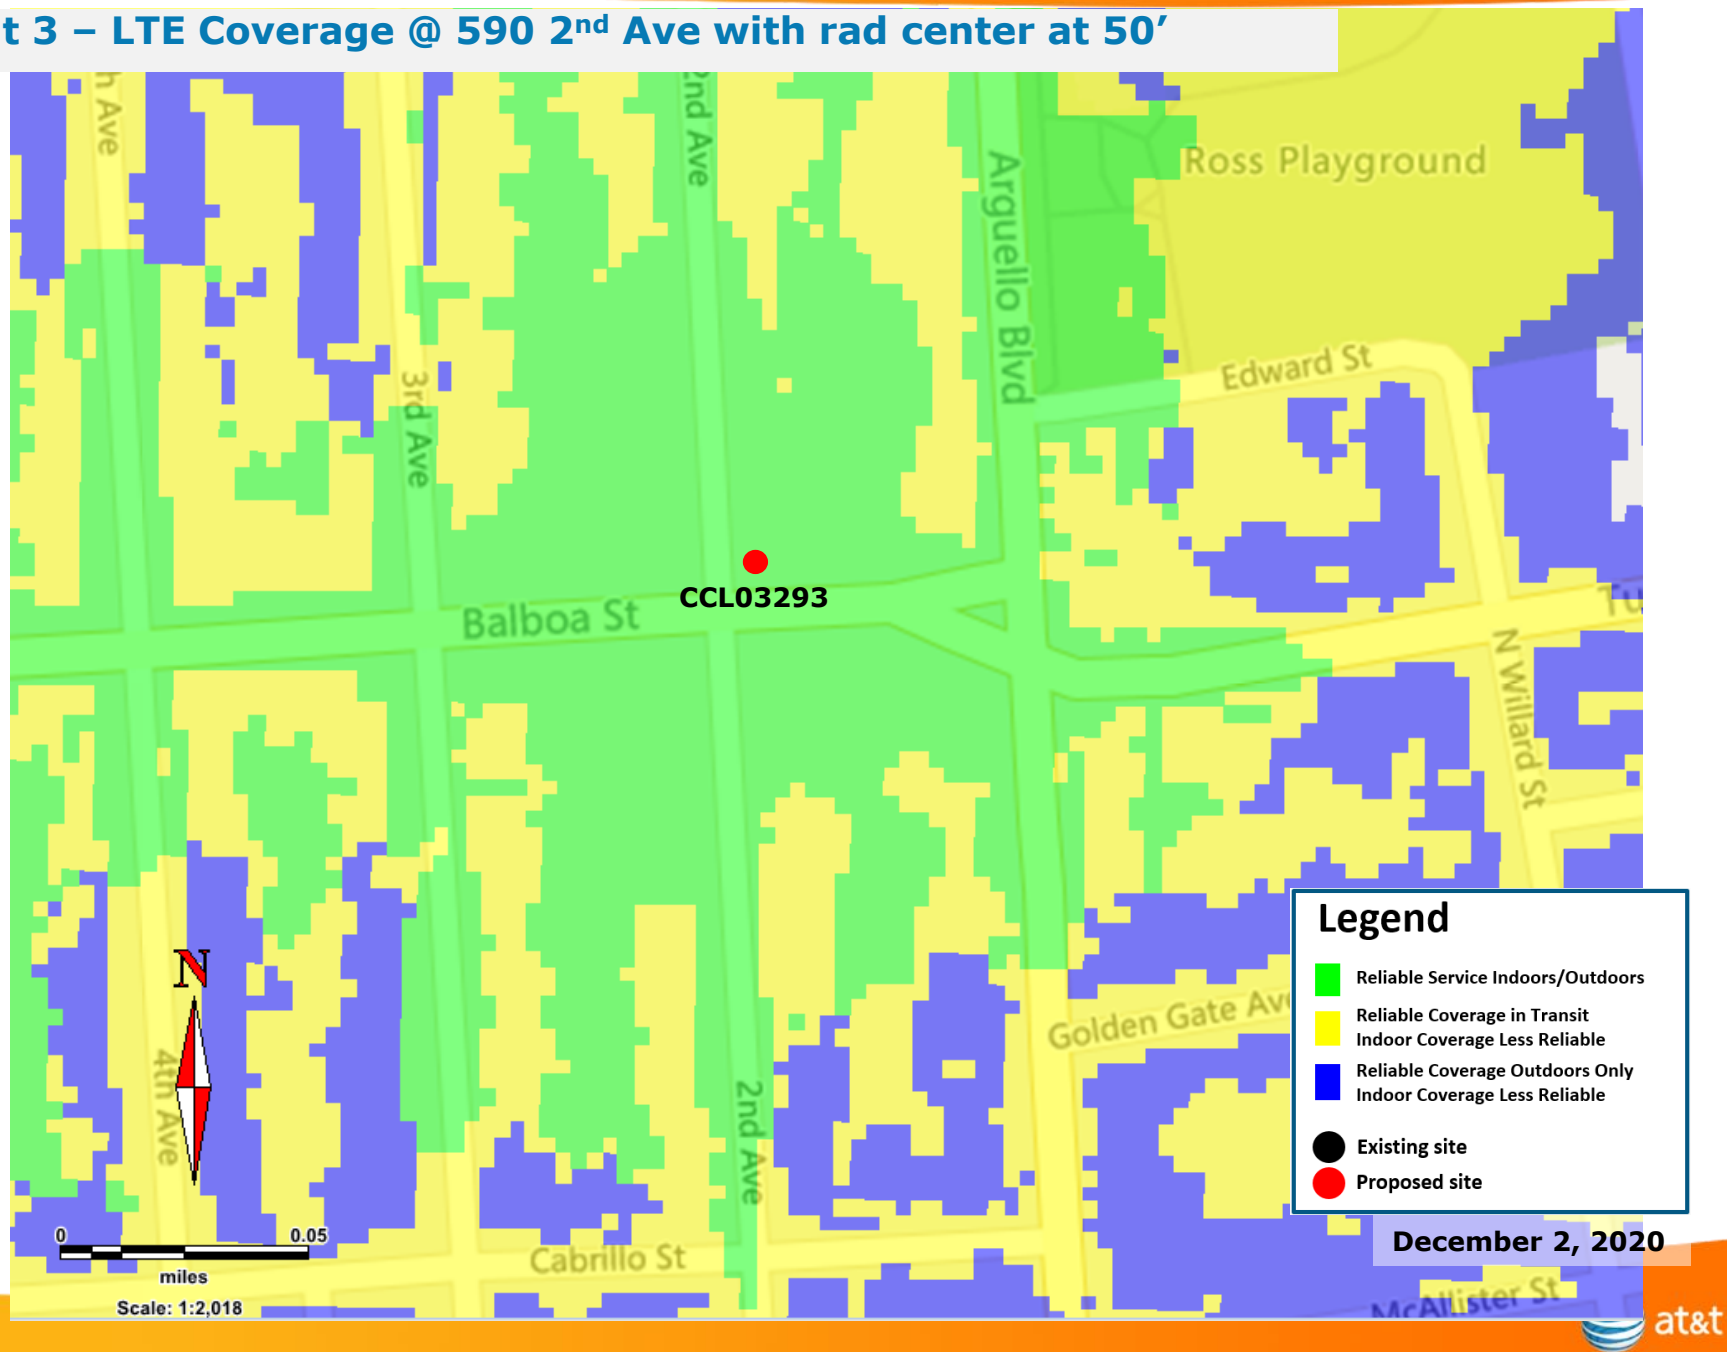 t 3 – LTE Coverage @ 590 2nd Ave with rad center at 50’
h Ave
2nd Ave
Arguello Blvd
Ross Playground
Edward St
3rd Ave
CCL03293
Balboa St
Tu
N Willard St
Legend
Reliable Service Indoors/Outdoors
Reliable Coverage in Transit
Indoor Coverage Less Reliable
Reliable Coverage Outdoors Only
Indoor Coverage Less Reliable
Existing site
Proposed site
N
Golden Gate Ave
4th Ave
2nd Ave
0 0.05
miles
Scale: 1:2,018
Cabrillo St
December 2, 2020
McAllister St
at&t